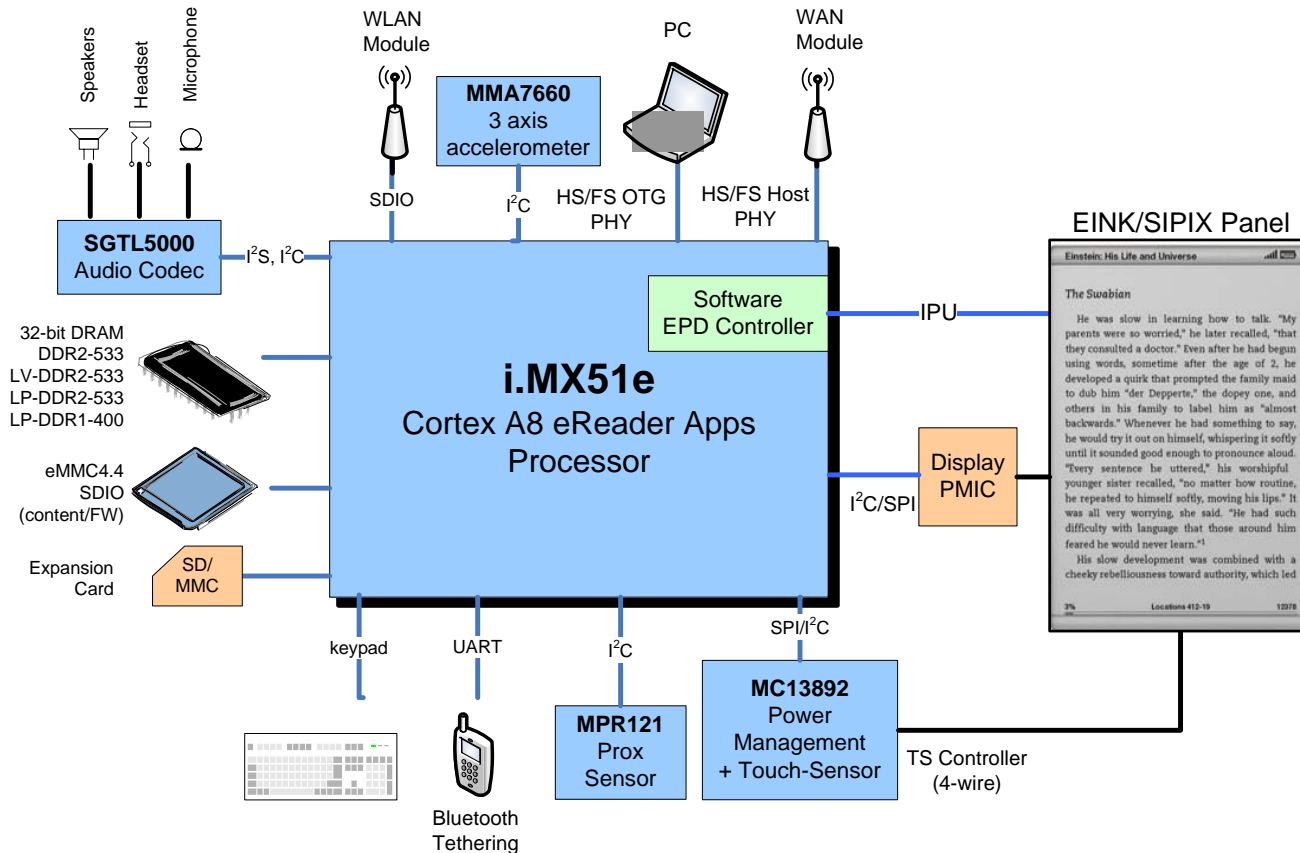 Speakers
Headset
Microphone
WLAN
Module
PC
WAN
Module
MMA7660
3 axis
accelerometer
SDIO
I²C
HS/FS OTG
PHY
HS/FS Host
PHY
SGTL5000
Audio Codec
I²S, I²C
EINK/SIPIX Panel
Einstein: His Life and Universe
The Swabian
He was slow in learning how to talk. "My
parents were so worried," he later recalled, "that
they consulted a doctor." Even after he had begun
using words, sometime after the age of 2, he
developed a quirk that prompted the family maid
to dub him "der Depperte," the dopey one, and
others in his family to label him as "almost
backwards." Whenever he had something to say,
he would try it out on himself, whispering it softly
until it sounded good enough to pronounce aloud.
"Every sentence he uttered," his worshipful
younger sister recalled, "no matter how routine,
he repeated to himself softly, moving his lips." It
was all very worrying, she said. "He had such
difficulty with language that those around him
feared he would never learn."¹
His slow development was combined with a
cheeky rebelliousness toward authority, which led
3%
Locations 412-19
12378
Software
EPD Controller
IPU
i.MX51e
Cortex A8 eReader Apps
Processor
32-bit DRAM
DDR2-533
LV-DDR2-533
LP-DDR2-533
LP-DDR1-400
eMMC4.4
SDIO
(content/FW)
Expansion
Card
SD/
MMC
I²C/SPI
Display
PMIC
keypad
UART
I²C
SPI/I²C
Bluetooth
Tethering
MPR121
Prox
Sensor
MC13892
Power
Management
+ Touch-Sensor
TS Controller
(4-wire)